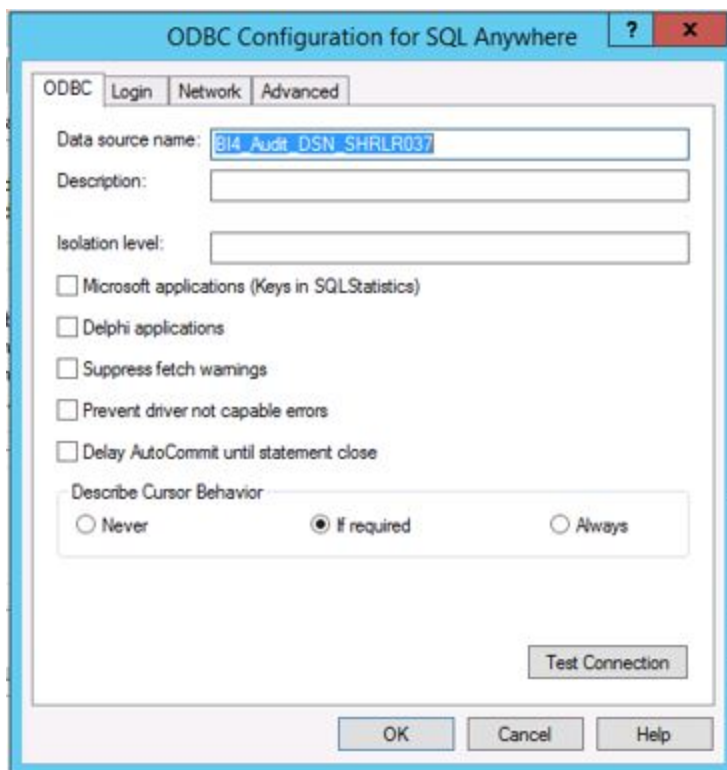 ODBC Configuration for SQL Anywhere
? x
ODBC Login Network Advanced
Data source name: BI4_Audit_DSN_SHRLR037
Description:
Isolation level:
Microsoft applications (Keys in SQLStatistics)
Delphi applications
Suppress fetch warnings
Prevent driver not capable errors
Delay AutoCommit until statement close
Describe Cursor Behavior
Never If required Always
Test Connection
OK Cancel Help